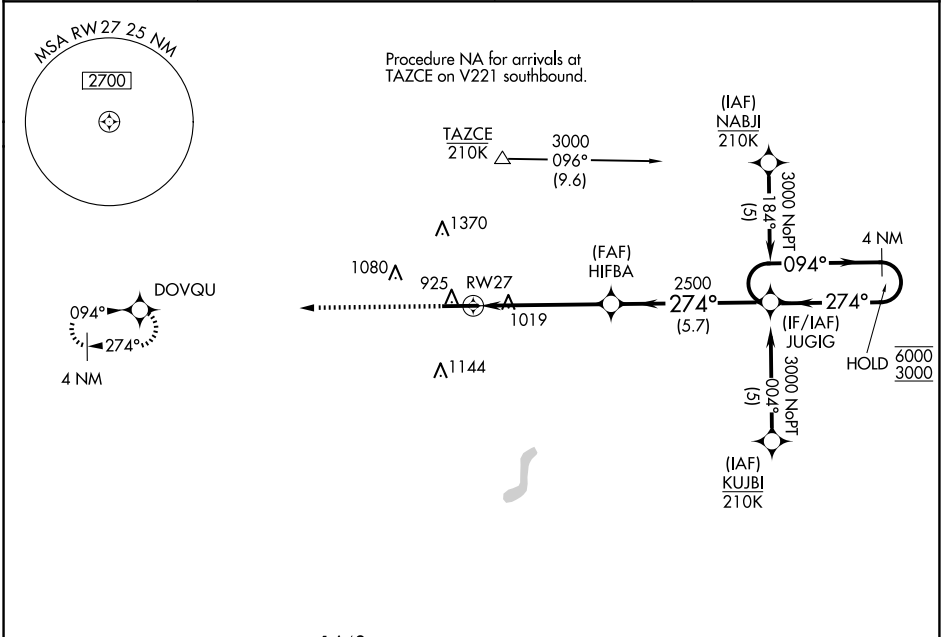 MSA RW27 25 NM
2700
Procedure NA for arrivals at
TAZCE on V221 southbound.
TAZCE
210K
3000
096°
(9.6)
(IAF)
NABJI
210K
3000 NoPT
184°
(5)
1370
1080
925
RW27
1019
1144
(FAF)
HIFBA
2500
274°
(5.7)
094°
4 NM
274°
(IF/IAF)
JUGIG
HOLD
6000
3000
3000 NoPT
004°
(5)
(IAF)
KUJBI
210K
DOVQU
094°
274°
4 NM